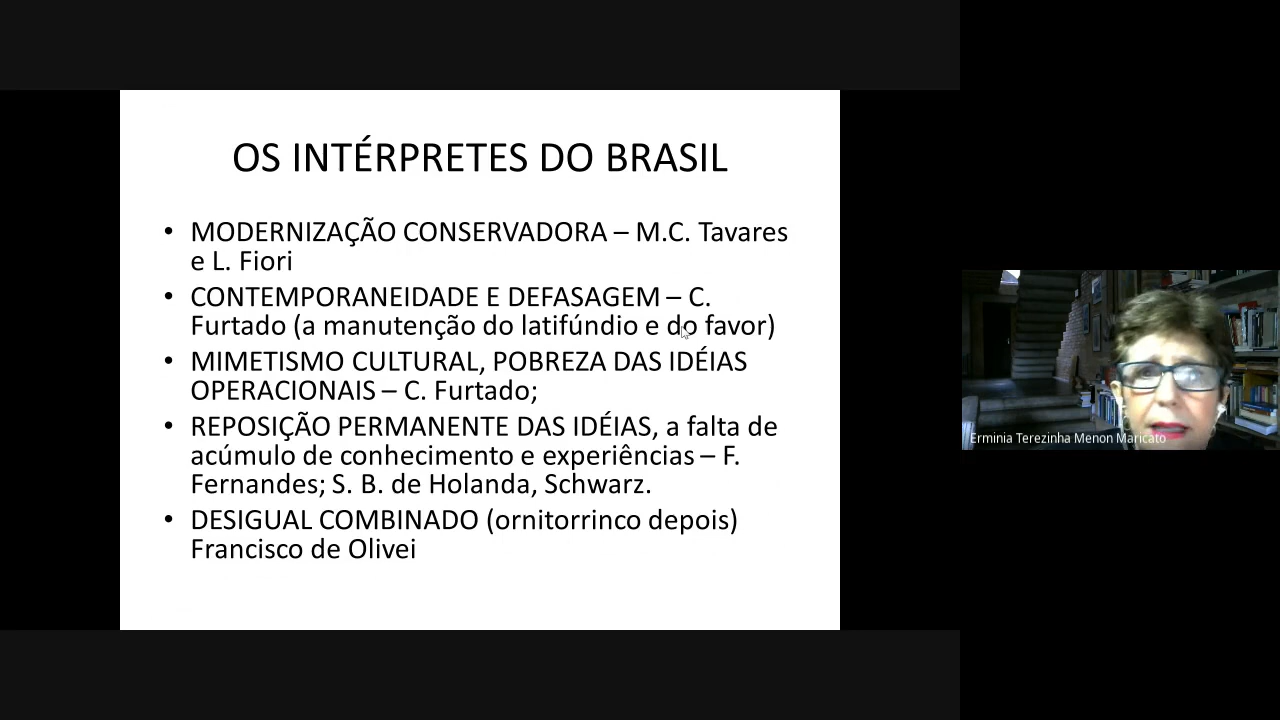 OS INTÉRPRETES DO BRASIL
• MODERNIZAÇÃO CONSERVADORA – M.C. Tavares
e L. Fiori
• CONTEMPORANEIDADE E DEFASAGEM – C.
Furtado (a manutenção do latifúndio e do favor)
• MIMETISMO CULTURAL, POBREZA DAS IDÉIAS
OPERACIONAIS – C. Furtado;
• REPOSIÇÃO PERMANENTE DAS IDÉIAS, a falta de
acúmulo de conhecimento e experiências – F.
Fernandes; S. B. de Holanda, Schwarz.
• DESIGUAL COMBINADO (ornitorrinco depois)
Francisco de Olivei
Erminia Terezinha Menon Maricato